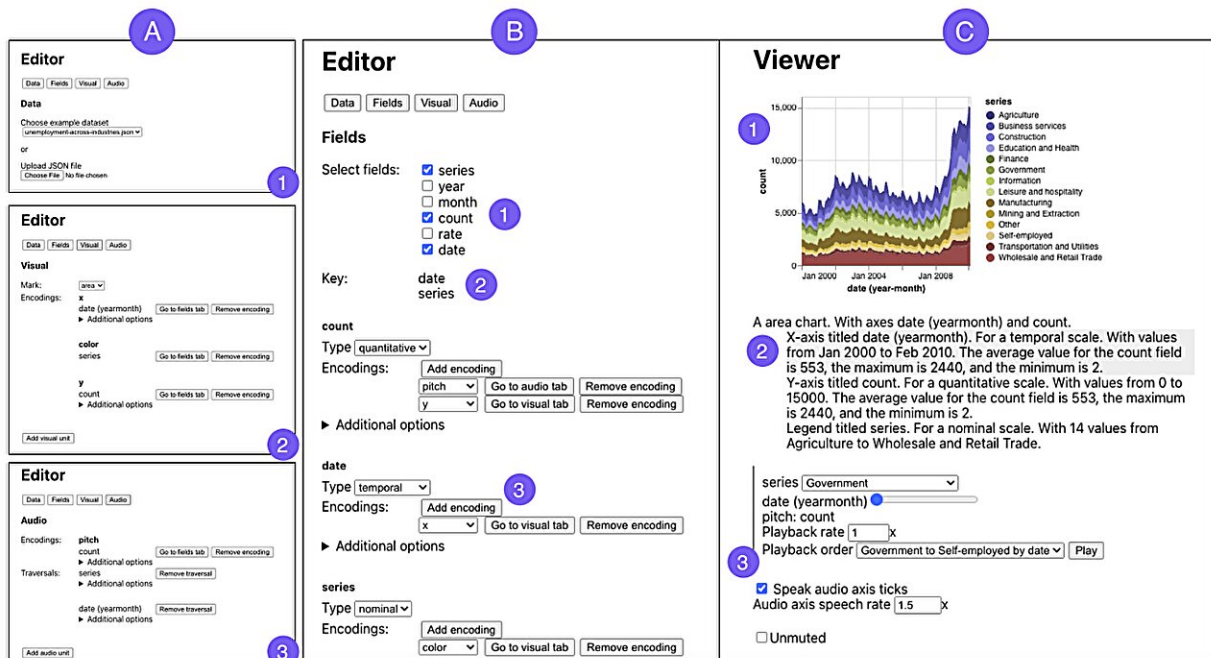 A
Editor
Data Fields Visual Audio
Data
Choose example dataset
unemployment-across-industries.json
or
Upload JSON file
Choose File No file chosen
1
Editor
Data Fields Visual Audio
Visual
Mark: area
Encodings: x
date (yearmonth) Go to fields tab Remove encoding
▶ Additional options
color
series Go to fields tab Remove encoding
y
count Go to fields tab Remove encoding
▶ Additional options
Add visual unit
2
Editor
Data Fields Visual Audio
Audio
Encodings: pitch
count Go to fields tab Remove encoding
▶ Additional options
Traversals: series Remove traversal
▶ Additional options
date (yearmonth) Remove traversal
▶ Additional options
Add audio unit
3
B
Editor
Data Fields Visual Audio
Fields
Select fields: series
year
month
count
rate
date
1
Key: date
series
2
count
Type quantitative
Encodings: Add encoding
pitch Go to audio tab Remove encoding
y Go to visual tab Remove encoding
▶ Additional options
date
Type temporal
3
Encodings: Add encoding
x Go to visual tab Remove encoding
▶ Additional options
series
Type nominal
Encodings: Add encoding
color Go to visual tab Remove encoding
C
Viewer
1
15,000
10,000
5,000
0
count
Jan 2000 Jan 2004 Jan 2008
date (year-month)
series
Agriculture
Business services
Construction
Education and Health
Finance
Government
Information
Leisure and hospitality
Manufacturing
Mining and Extraction
Other
Self-employed
Transportation and Utilities
Wholesale and Retail Trade
A area chart. With axes date (yearmonth) and count.
2
X-axis titled date (yearmonth). For a temporal scale. With values
from Jan 2000 to Feb 2010. The average value for the count field
is 553, the maximum is 2440, and the minimum is 2.
Y-axis titled count. For a quantitative scale. With values from 0 to
15000. The average value for the count field is 553, the maximum
is 2440, and the minimum is 2.
Legend titled series. For a nominal scale. With 14 values from
Agriculture to Wholesale and Retail Trade.
series Government
date (yearmonth)
pitch: count
Playback rate 1 x
Playback order Government to Self-employed by date Play
3
Speak audio axis ticks
Audio axis speech rate 1.5 x
Unmuted